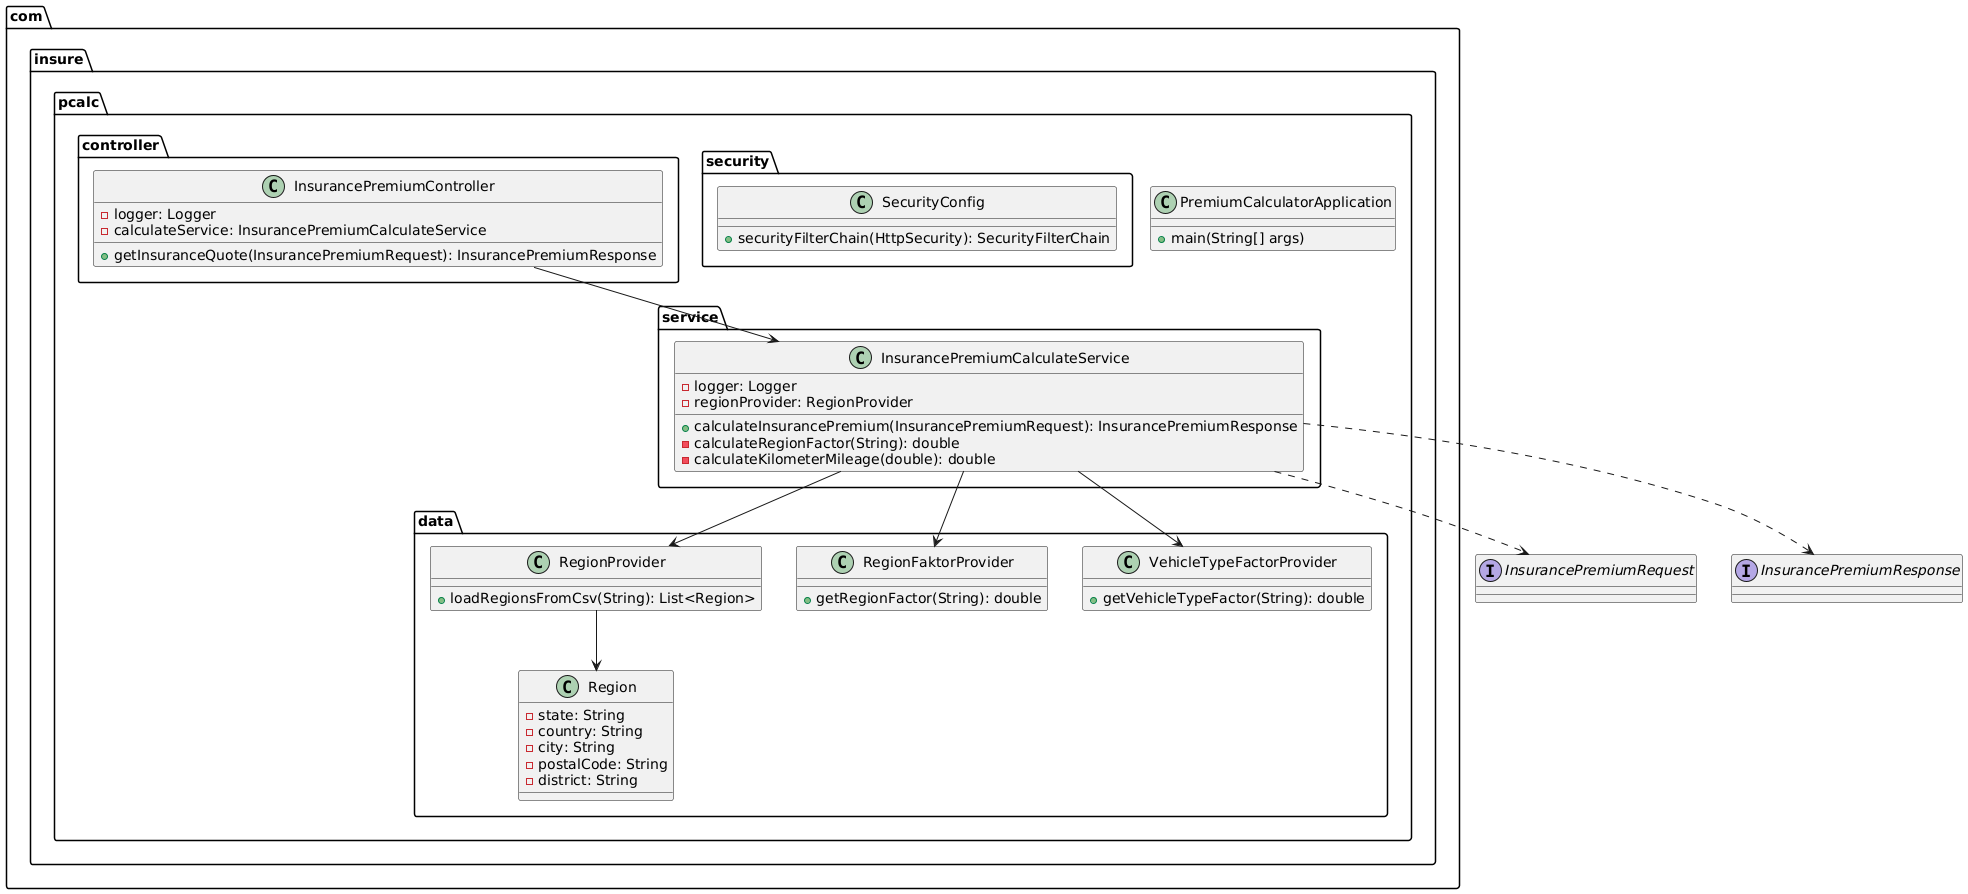 com
insure
pcalc
controller
C InsurancePremiumController
logger: Logger
calculateService: InsurancePremiumCalculateService
getInsuranceQuote(InsurancePremiumRequest): InsurancePremiumResponse
security
C SecurityConfig
securityFilterChain(HttpSecurity): SecurityFilterChain
C PremiumCalculatorApplication
main(String[] args)
service
C InsurancePremiumCalculateService
logger: Logger
regionProvider: RegionProvider
calculateInsurancePremium(InsurancePremiumRequest): InsurancePremiumResponse
calculateRegionFactor(String): double
calculateKilometerMileage(double): double
data
C RegionProvider
loadRegionsFromCsv(String): List<Region>
C RegionFaktorProvider
getRegionFactor(String): double
C VehicleTypeFactorProvider
getVehicleTypeFactor(String): double
I InsurancePremiumRequest
I InsurancePremiumResponse
C Region
state: String
country: String
city: String
postalCode: String
district: String